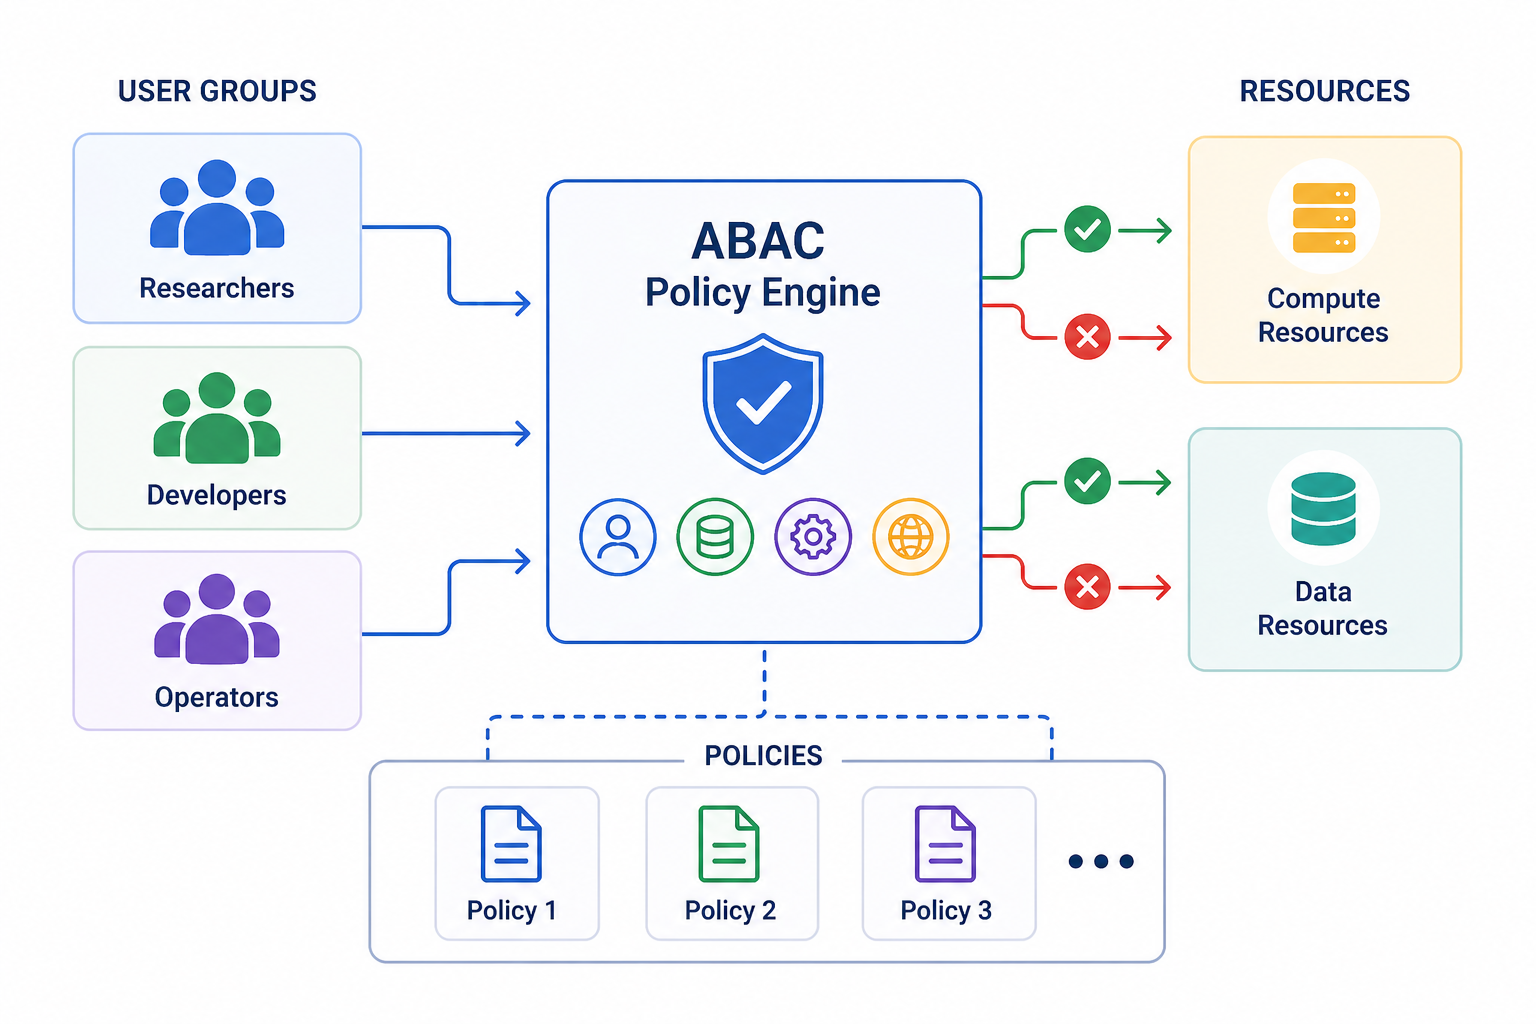 USER GROUPS
Researchers
Developers
Operators
ABAC
Policy Engine
RESOURCES
Compute
Resources
Data
Resources
POLICIES
Policy 1
Policy 2
Policy 3